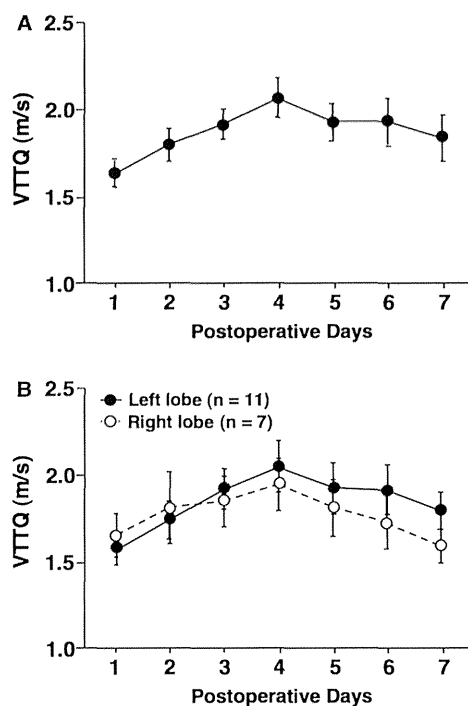 A
2.5
2.0
1.5
1.0
VTTQ (m/s)
1 2 3 4 5 6 7
Postoperative Days
B
2.5
2.0
1.5
1.0
VTTQ (m/s)
Left lobe (n = 11)
Right lobe (n = 7)
1 2 3 4 5 6 7
Postoperative Days